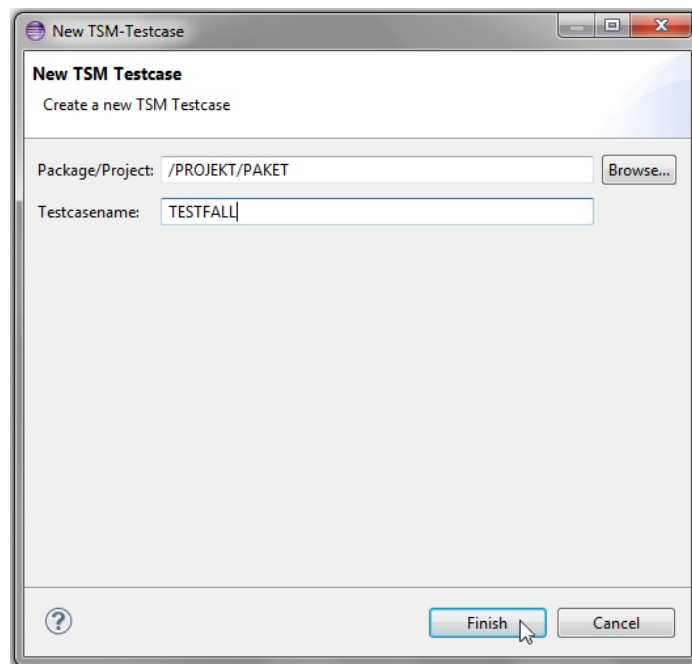 New TSM-Testcase
New TSM Testcase
Create a new TSM Testcase
Package/Project: /PROJEKT/PAKET Browse...
Testcasename: TESTFALL
? Finish Cancel